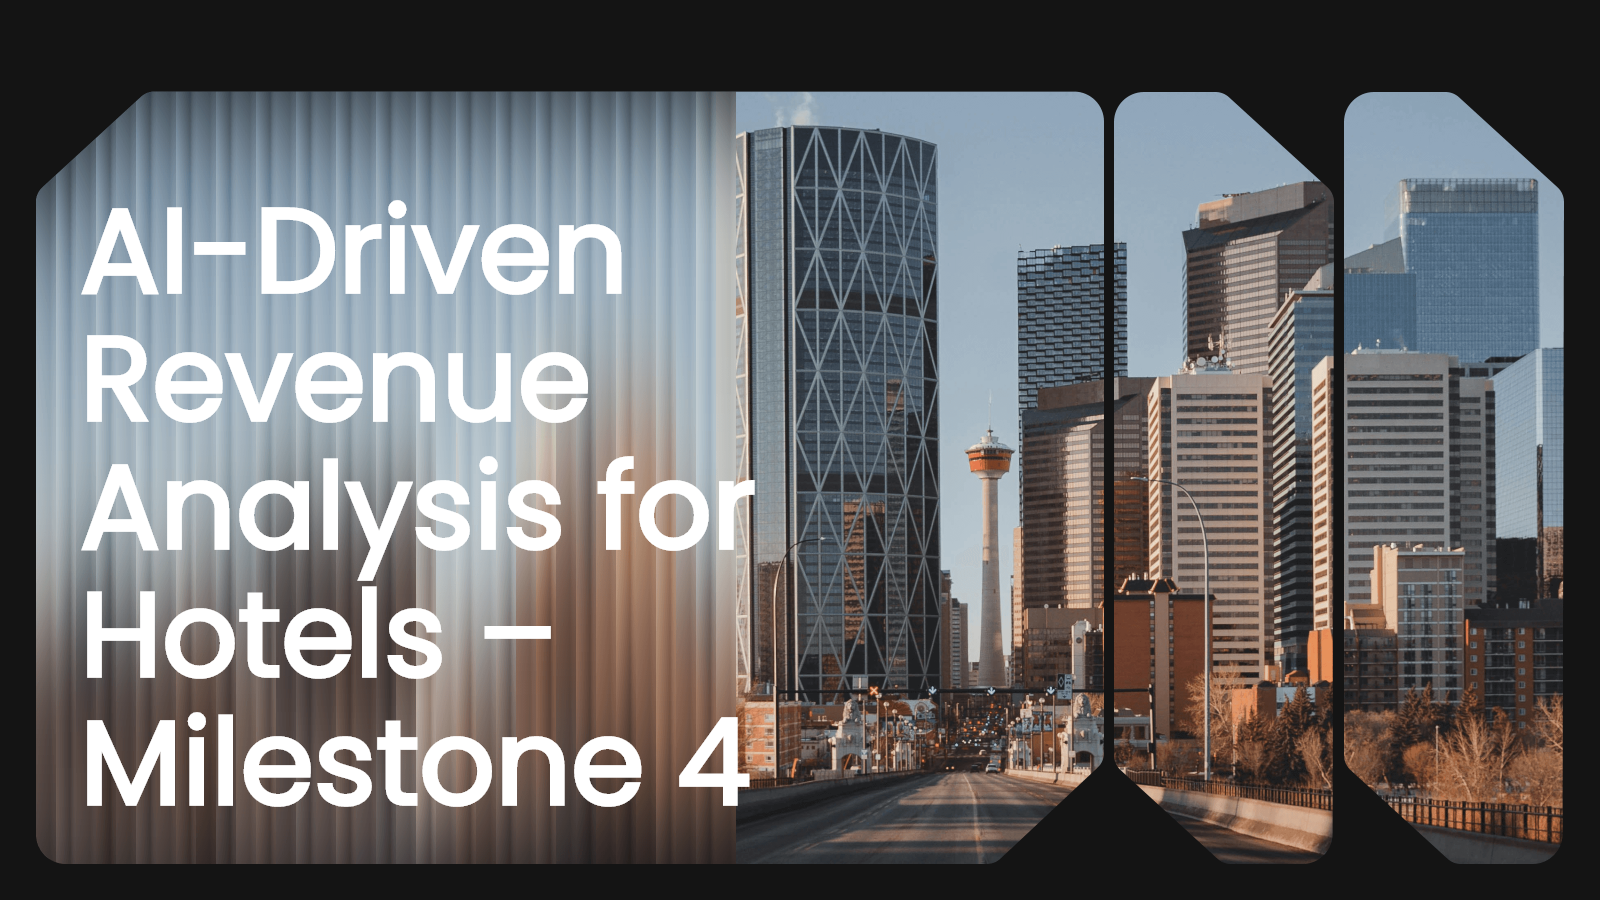 AI-Driven
Revenue
Analysis for
Hotels –
Milestone 4